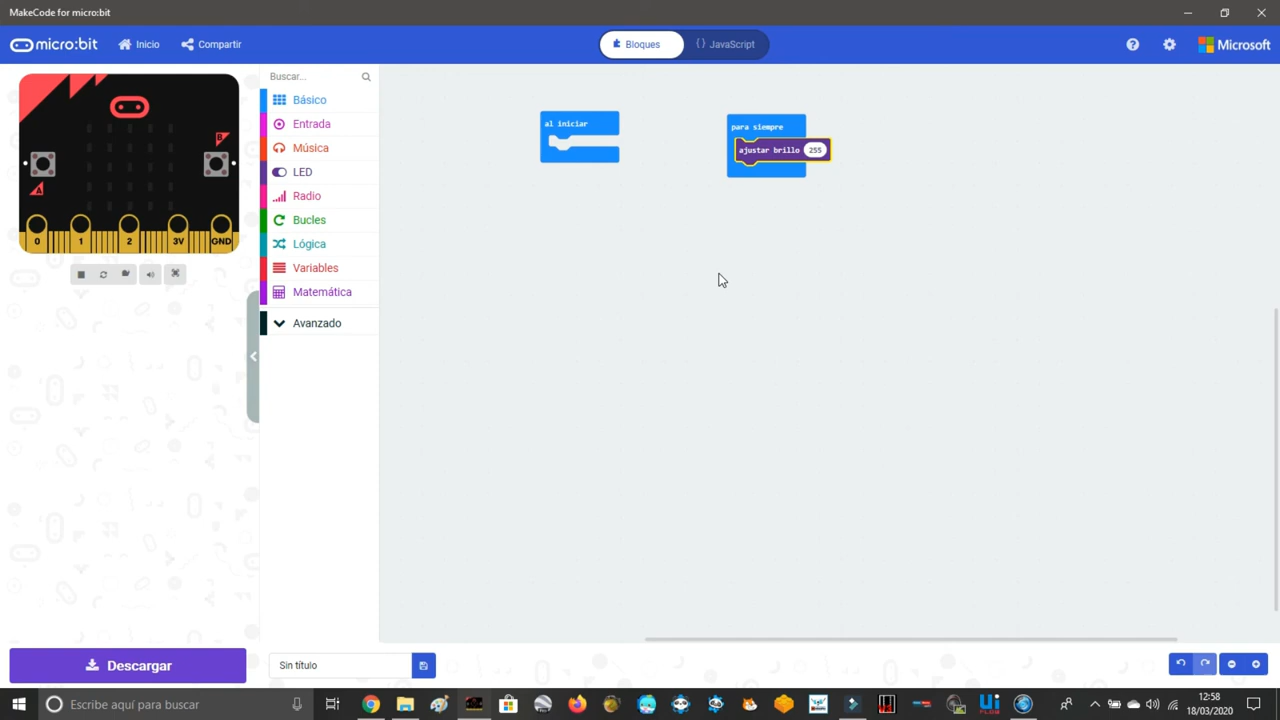 MakeCode for micro:bit
micro:bit
Inicio
Compartir
Bloques
{} JavaScript
Microsoft
Buscar...
Básico
Entrada
Música
LED
Radio
Bucles
Lógica
Variables
Matemática
Avanzado
al iniciar
para siempre
ajustar brillo 255
A
B
0 1 2 3V GND
Descargar
Sin título
Escribe aquí para buscar
12:58
18/03/2020